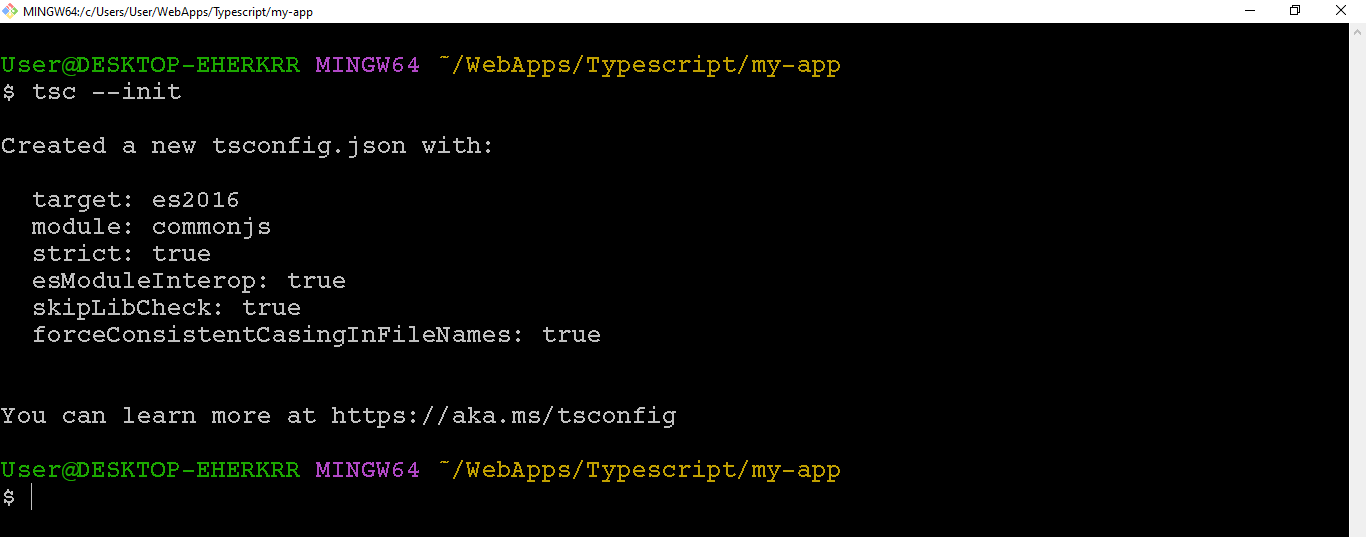 MINGW64:/c/Users/User/WebApps/Typescript/my-app
User@DESKTOP-EHERKRR MINGW64 ~/WebApps/Typescript/my-app
$ tsc --init
Created a new tsconfig.json with:
target: es2016
module: commonjs
strict: true
esModuleInterop: true
skipLibCheck: true
forceConsistentCasingInFileNames: true
You can learn more at https://aka.ms/tsconfig
User@DESKTOP-EHERKRR MINGW64 ~/WebApps/Typescript/my-app
$